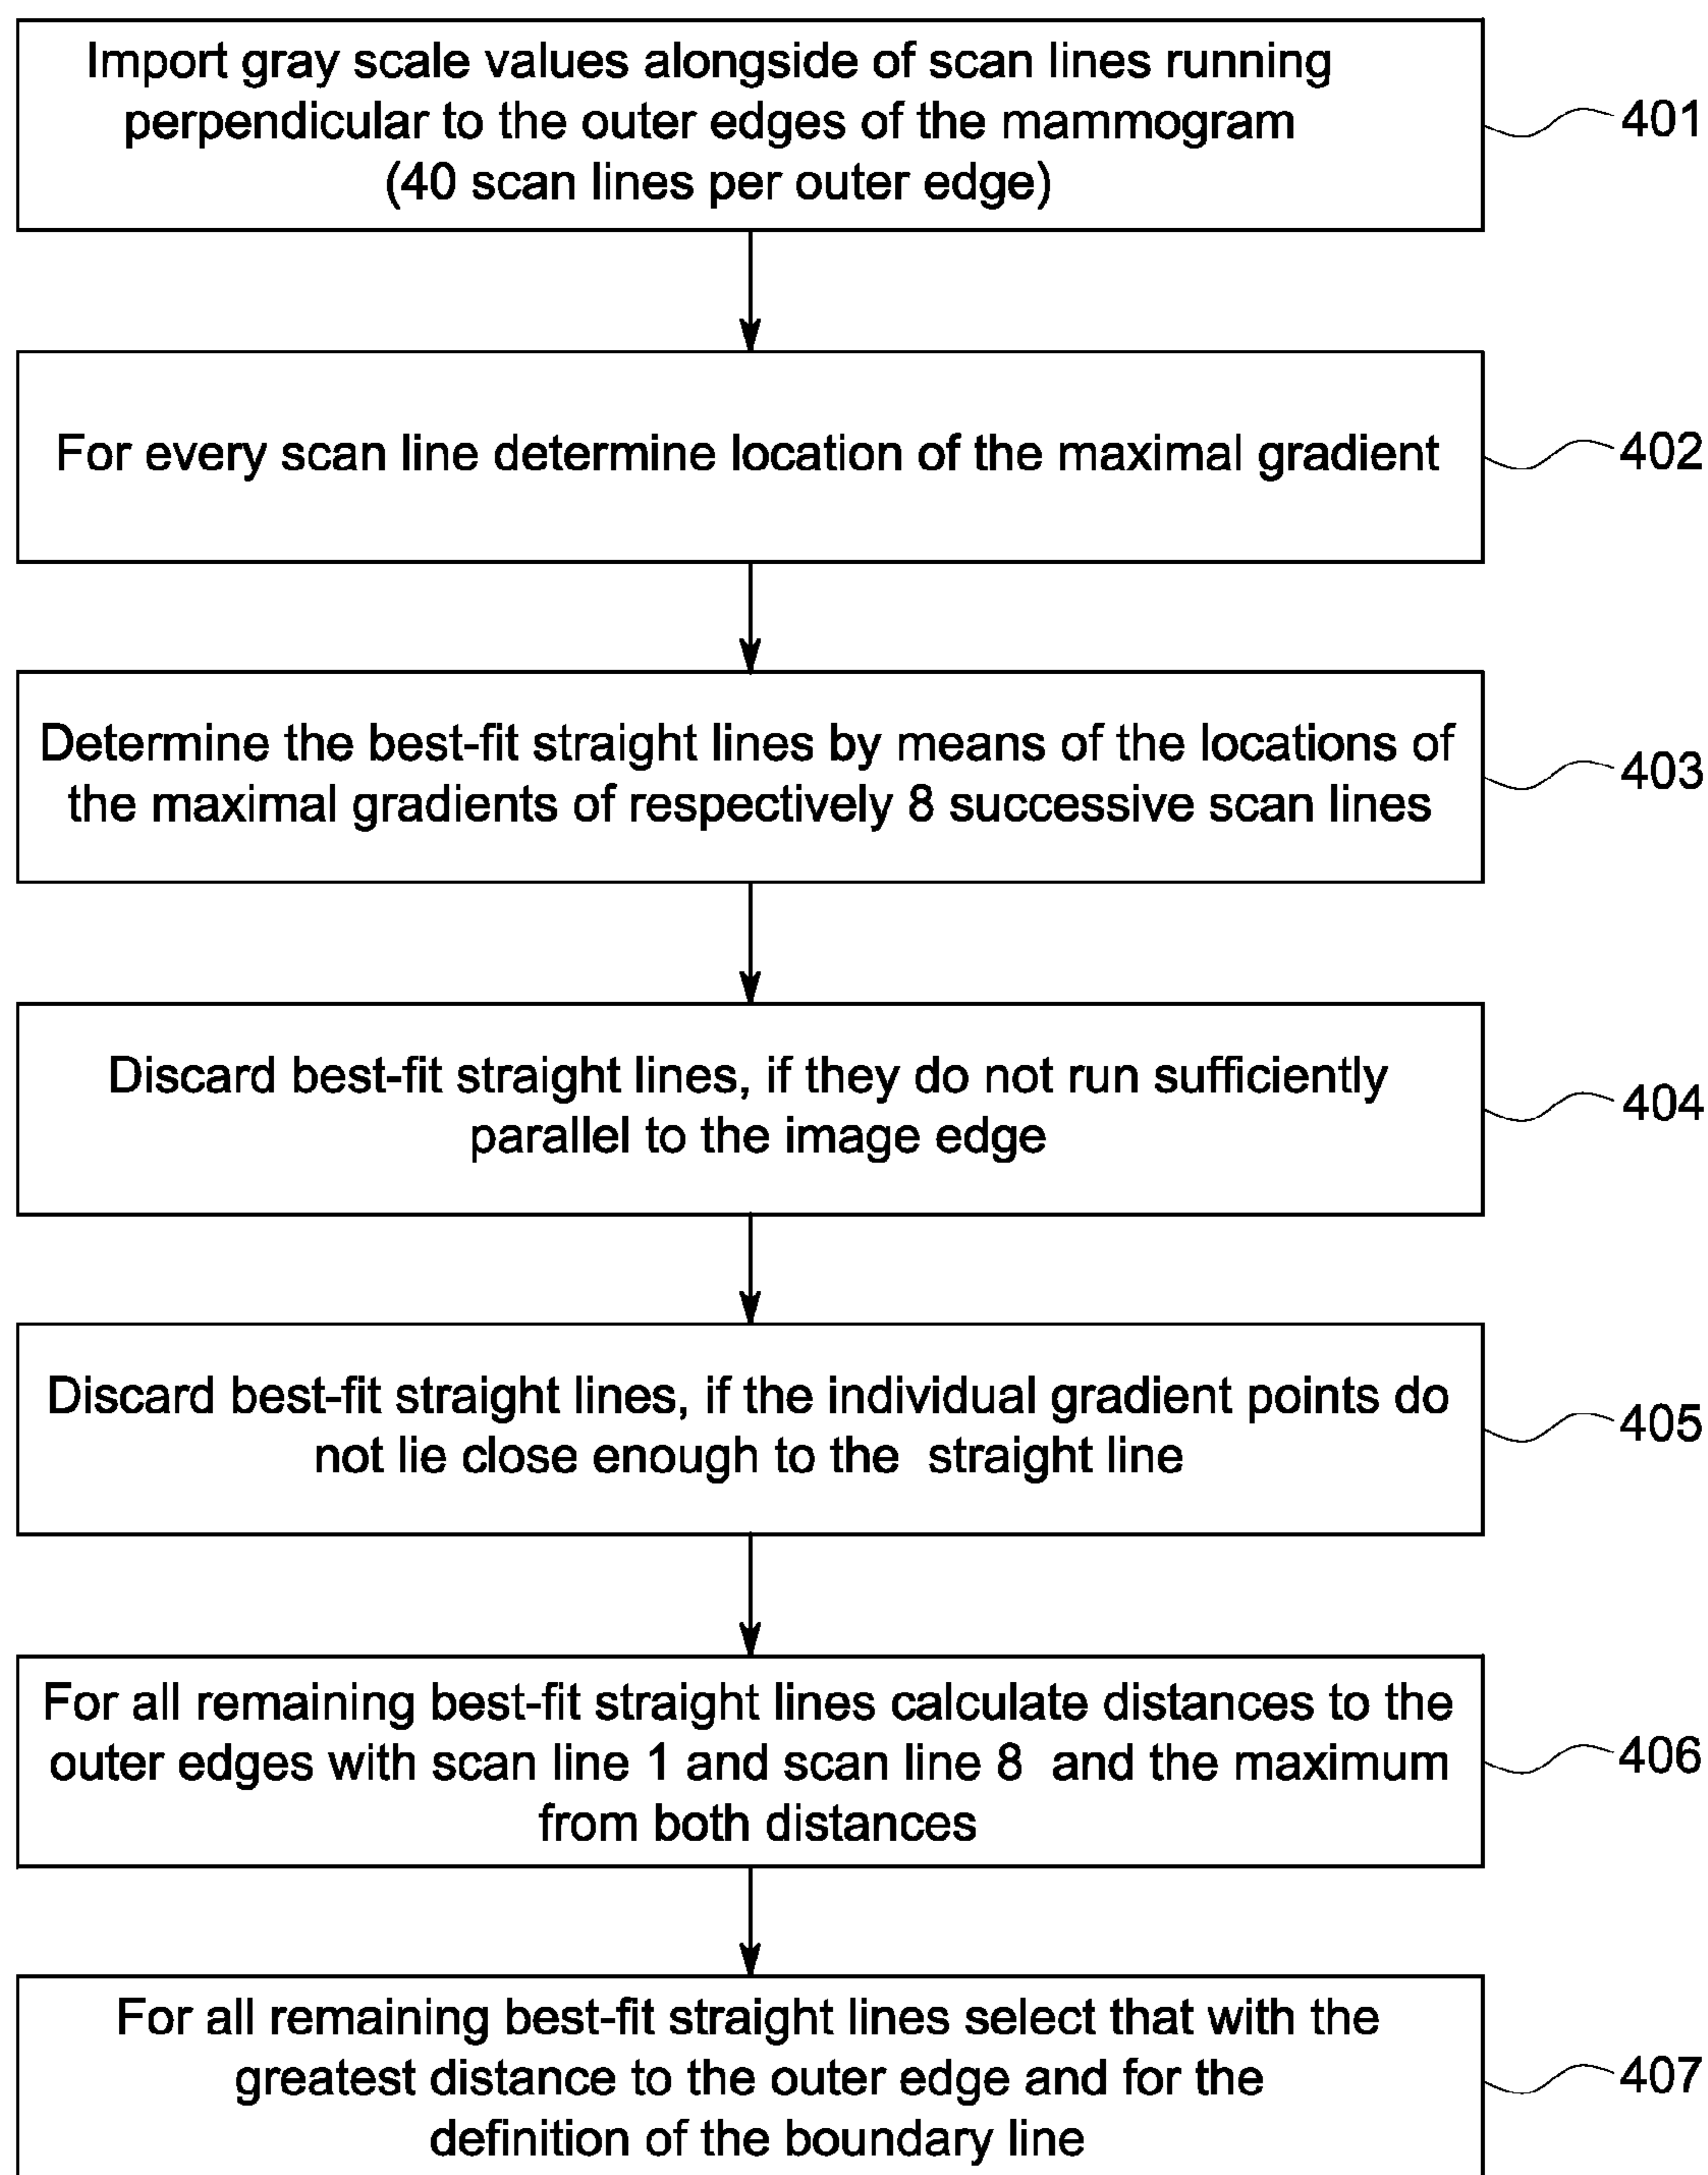 Import gray scale values alongside of scan lines running
perpendicular to the outer edges of the mammogram
(40 scan lines per outer edge)
401
For every scan line determine location of the maximal gradient
402
Determine the best-fit straight lines by means of the locations of
the maximal gradients of respectively 8 successive scan lines
403
Discard best-fit straight lines, if they do not run sufficiently
parallel to the image edge
404
Discard best-fit straight lines, if the individual gradient points do
not lie close enough to the straight line
405
For all remaining best-fit straight lines calculate distances to the
outer edges with scan line 1 and scan line 8 and the maximum
from both distances
406
For all remaining best-fit straight lines select that with the
greatest distance to the outer edge and for the
definition of the boundary line
407